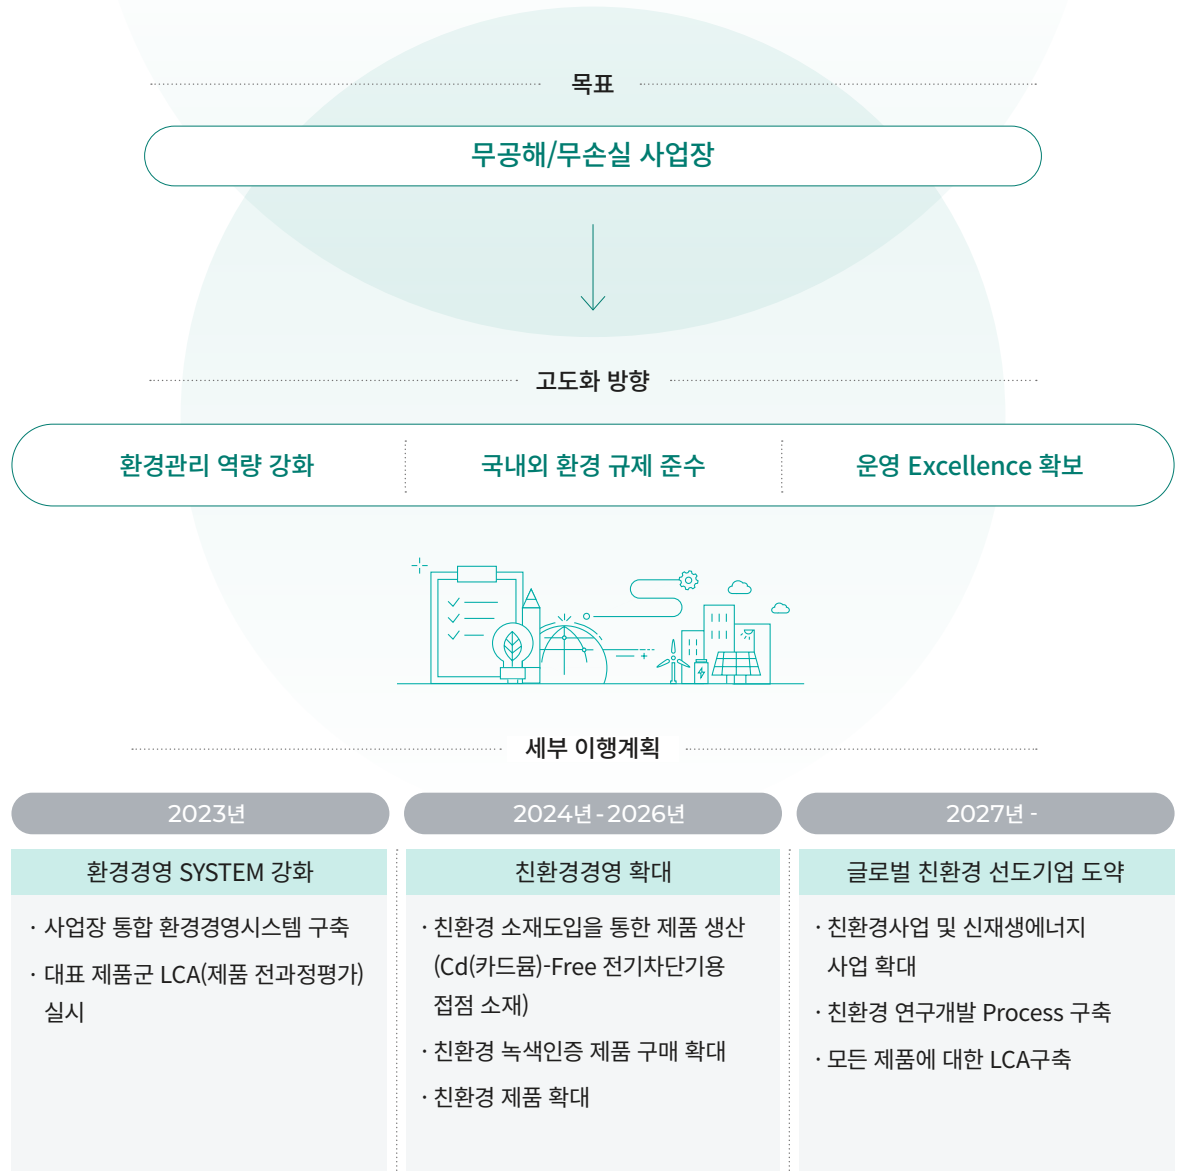 목표
무공해/무손실 사업장
고도화 방향
환경관리 역량 강화
국내외 환경 규제 준수
운영 Excellence 확보
세부 이행계획
2023년
환경경영 SYSTEM 강화
· 사업장 통합 환경경영시스템 구축
· 대표 제품군 LCA(제품 전과정평가)
실시
2024년 - 2026년
친환경경영 확대
· 친환경 소재도입을 통한 제품 생산
(Cd(카드뮴)-Free 전기차단기용
접점 소재)
· 친환경 녹색인증 제품 구매 확대
· 친환경 제품 확대
2027년 -
글로벌 친환경 선도기업 도약
· 친환경사업 및 신재생에너지
사업 확대
· 친환경 연구개발 Process 구축
· 모든 제품에 대한 LCA구축